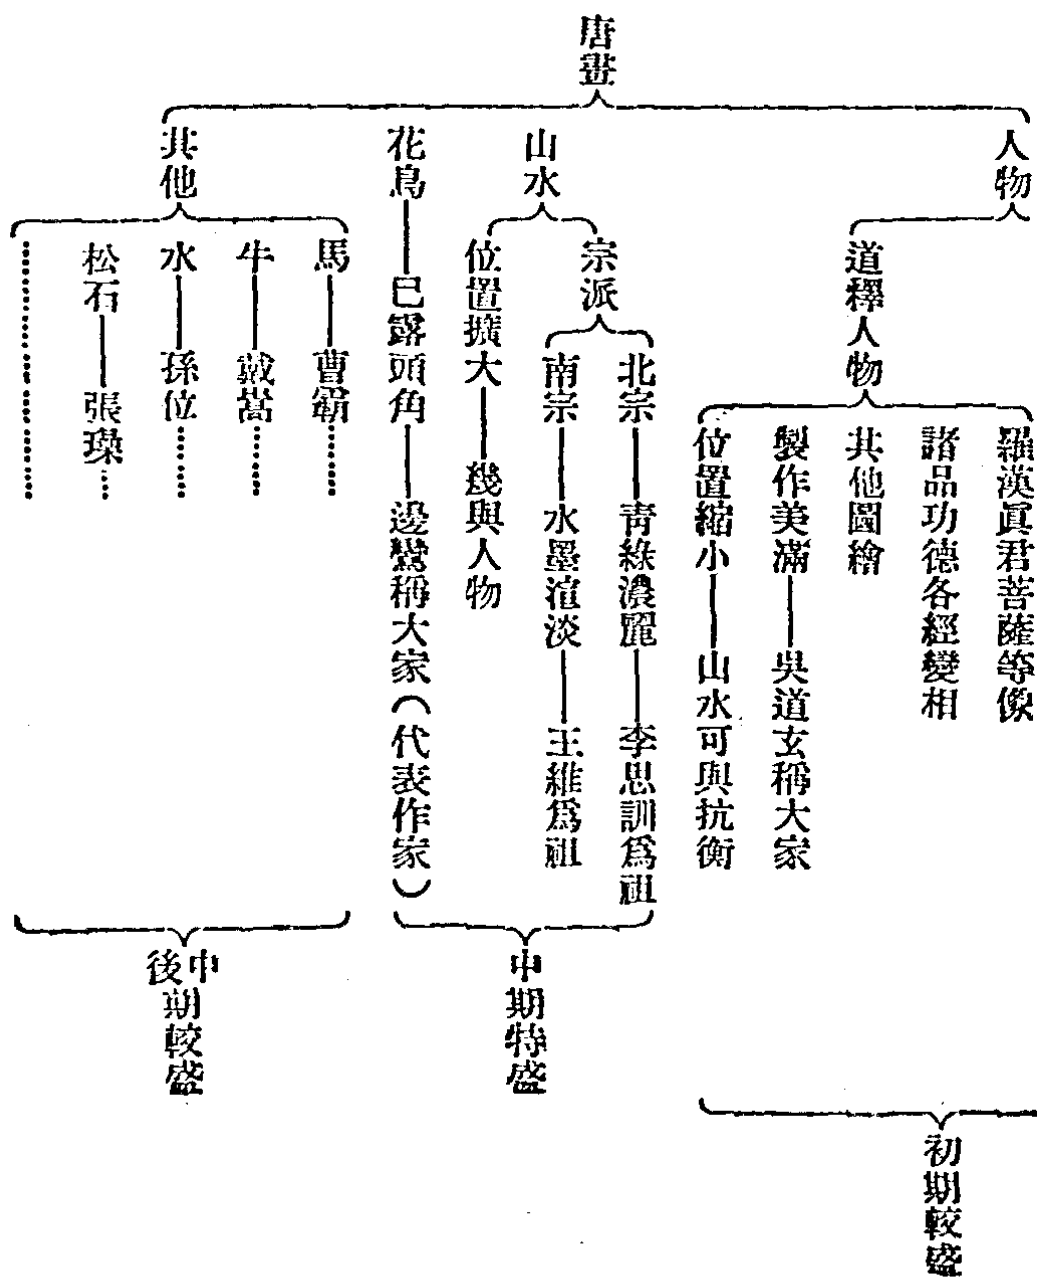 唐畫
人物
道釋人物
羅漢眞君菩薩等像
諸品功德各經變相
其他圖繪
製作美滿——吳道玄稱大家
位置縮小——山水可與抗衡
初期較盛
山水
宗派
北宗——靑綠濃麗——李思訓爲祖
南宗——水墨渲淡——王維爲祖
位置擴大——幾與人物
花鳥——已露頭角——邊鸞稱大家(代表作家)
中期特盛
其他
馬——曹霸……
牛——戴嵩……
水——孫位……
松石——張璪……
……………………
中後期較盛